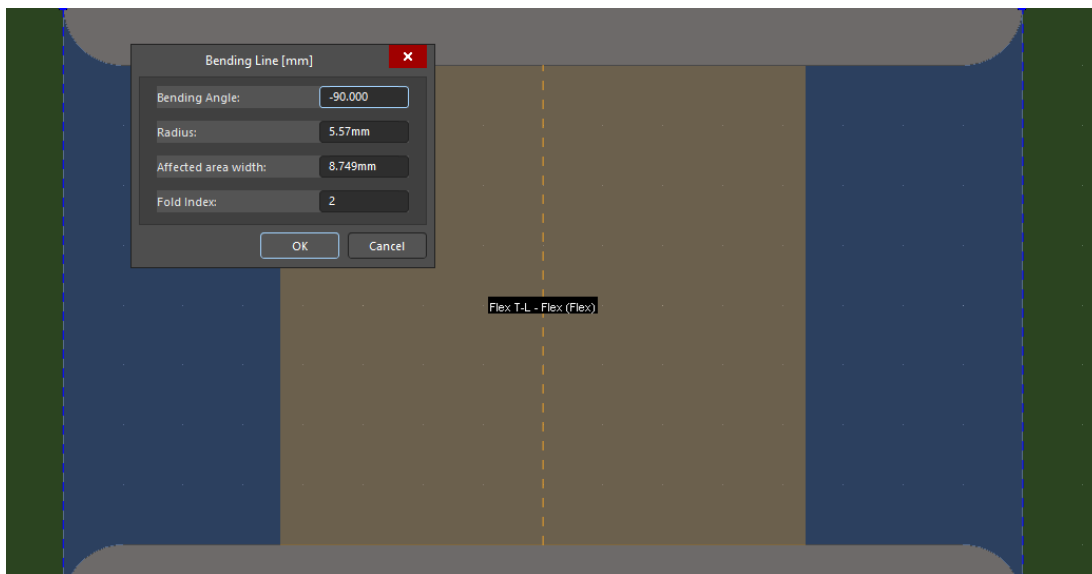 Bending Line [mm]
Bending Angle: -90.000
Radius: 5.57mm
Affected area width: 8.749mm
Fold Index: 2
OK Cancel
Flex T-L - Flex (Flex)